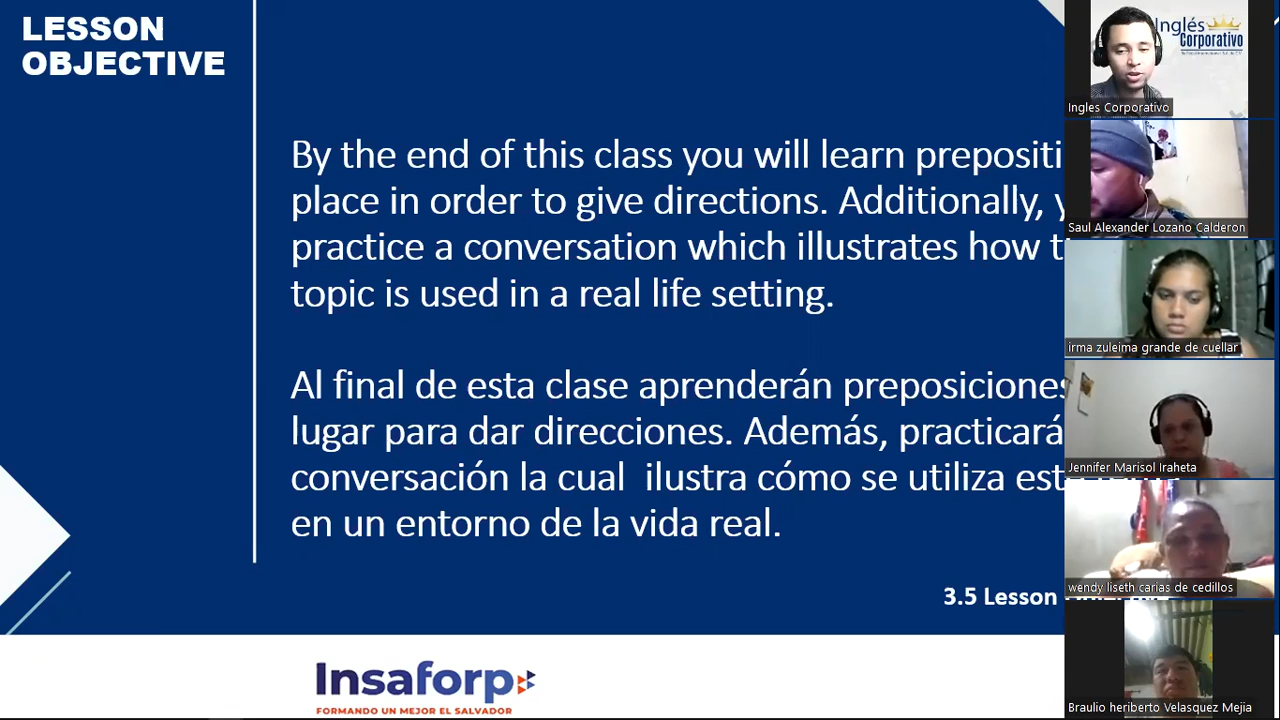 LESSON
OBJECTIVE
By the end of this class you will learn
place in order to give directions. Additionally,
practice a conversation which illustrates how
topic is used in a real life setting.
Al final de esta clase aprenderán preposiciones
lugar para dar direcciones. Además,
conversación la cual ilustra cómo se utiliza
en un entorno de la vida real.
3.5 Lesson
Insaforp
FORMANDO UN MEJOR EL SALVADOR
Inglés
Corporativo
Ingles Corporativo
Saul Alexander Lozano Calderon
irma zuleima grande de cuellar
Jennifer Marisol Iraheta
wendy liseth carias de cedillos
Braulio heriberto Velasquez Mejia